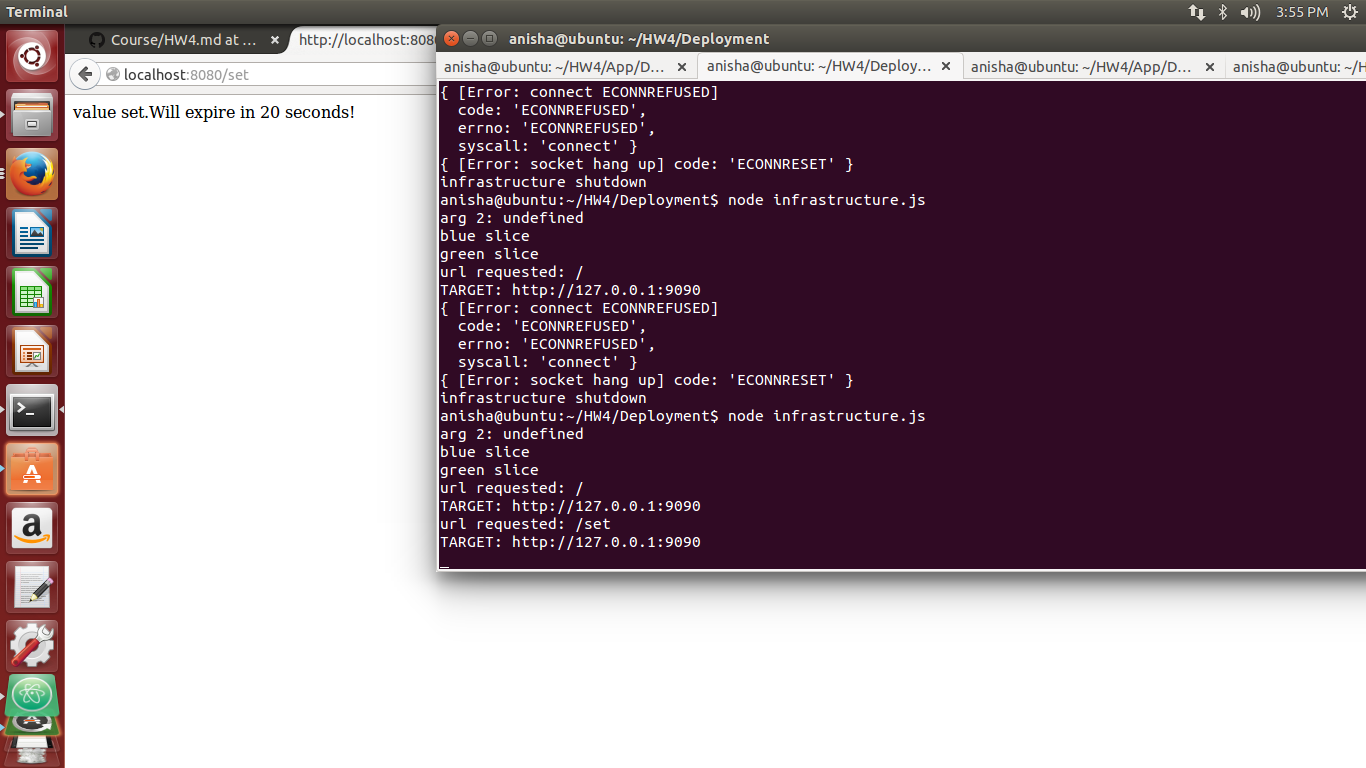 Terminal
3:55 PM
Course/HW4.md at ...
http://localhost:808
localhost:8080/set
value set.Will expire in 20 seconds!
anisha@ubuntu: ~/HW4/Deployment
anisha@ubuntu: ~/HW4/App/D...
anisha@ubuntu: ~/HW4/Deploy...
anisha@ubuntu: ~/HW4/App/D...
anisha@ubuntu: ~/H
{ [Error: connect ECONNREFUSED]
  code: 'ECONNREFUSED',
  errno: 'ECONNREFUSED',
  syscall: 'connect' }
{ [Error: socket hang up] code: 'ECONNRESET' }
infrastructure shutdown
anisha@ubuntu:~/HW4/Deployment$ node infrastructure.js
arg 2: undefined
blue slice
green slice
url requested: /
TARGET: http://127.0.0.1:9090
{ [Error: connect ECONNREFUSED]
  code: 'ECONNREFUSED',
  errno: 'ECONNREFUSED',
  syscall: 'connect' }
{ [Error: socket hang up] code: 'ECONNRESET' }
infrastructure shutdown
anisha@ubuntu:~/HW4/Deployment$ node infrastructure.js
arg 2: undefined
blue slice
green slice
url requested: /
TARGET: http://127.0.0.1:9090
url requested: /set
TARGET: http://127.0.0.1:9090